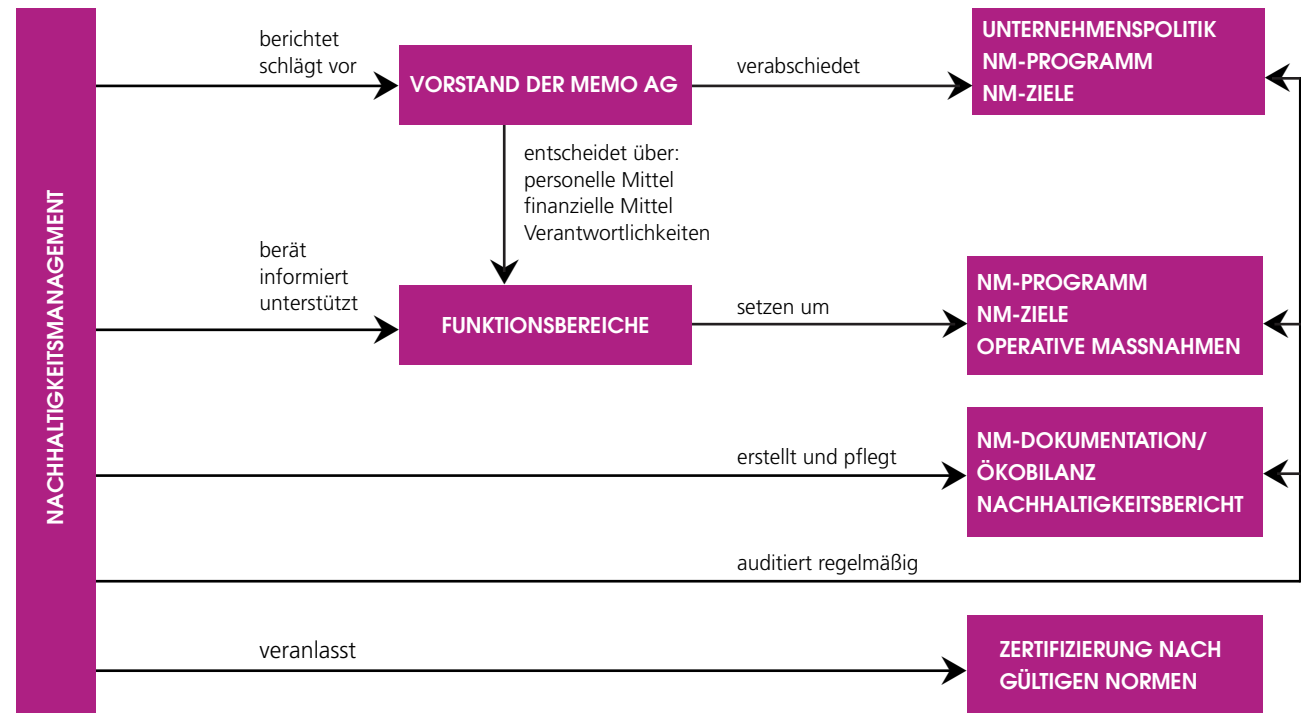 NACHHALTIGKEITSMANAGEMENT
berichtet
schlägt vor
VORSTAND DER MEMO AG
verabschiedet
UNTERNEHMENSPOLITIK
NM-PROGRAMM
NM-ZIELE
entscheidet über:
personelle Mittel
finanzielle Mittel
Verantwortlichkeiten
berät
informiert
unterstützt
FUNKTIONSBEREICHE
setzen um
NM-PROGRAMM
NM-ZIELE
OPERATIVE MASSNAHMEN
erstellt und pflegt
NM-DOKUMENTATION/
ÖKOBILANZ
NACHHALTIGKEITSBERICHT
auditiert regelmäßig
veranlasst
ZERTIFIZIERUNG NACH
GÜLTIGEN NORMEN